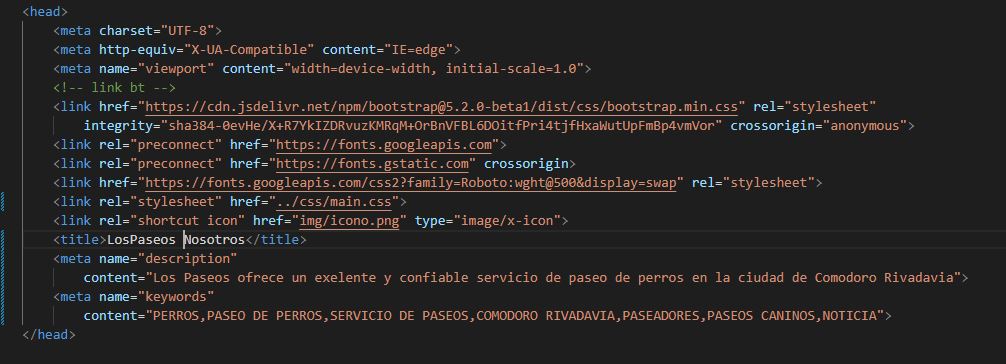 <head>
<meta charset="UTF-8">
<meta http-equiv="X-UA-Compatible" content="IE=edge">
<meta name="viewport" content="width=device-width, initial-scale=1.0">
<!-- link bt -->
<link href="https://cdn.jsdelivr.net/npm/bootstrap@5.2.0-beta1/dist/css/bootstrap.min.css" rel="stylesheet"
integrity="sha384-0evHe/X+R7YkIZDRvuzKMRqM+OrBnVFBL6DOitfPri4tjfHxaWutUpFmBp4vmVor" crossorigin="anonymous">
<link rel="preconnect" href="https://fonts.googleapis.com">
<link rel="preconnect" href="https://fonts.gstatic.com" crossorigin>
<link href="https://fonts.googleapis.com/css2?family=Roboto:wght@500&display=swap" rel="stylesheet">
<link rel="stylesheet" href="../css/main.css">
<link rel="shortcut icon" href="img/icono.png" type="image/x-icon">
<title>LosPaseos Nosotros</title>
<meta name="description"
content="Los Paseos ofrece un exelente y confiable servicio de paseo de perros en la ciudad de Comodoro Rivadavia">
<meta name="keywords"
content="PERROS,PASEO DE PERROS,SERVICIO DE PASEOS,COMODORO RIVADAVIA,PASEADORES,PASEOS CANINOS,NOTICIA">
</head>